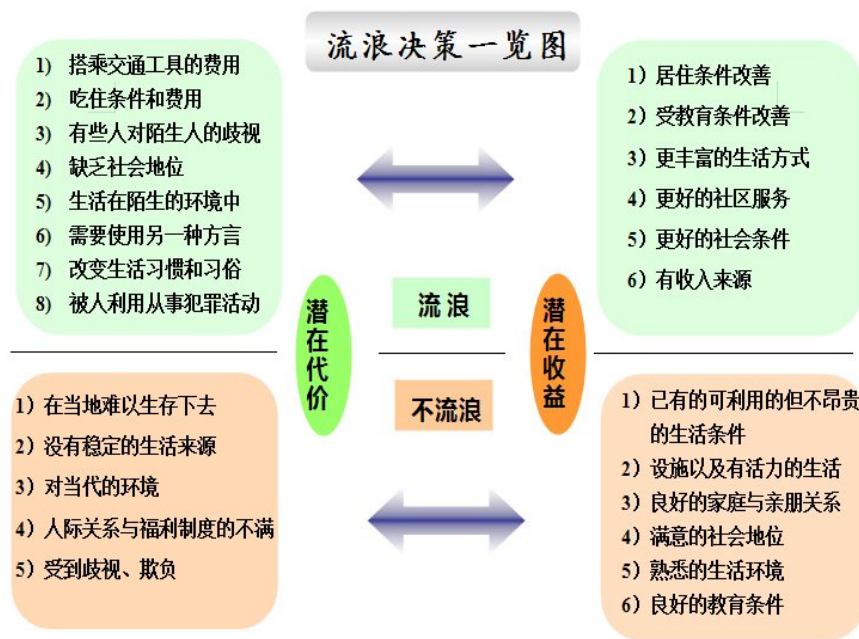 流浪决策一览图
1) 搭乘交通工具的费用
2) 吃住条件和费用
3) 有些人对陌生人的歧视
4) 缺乏社会地位
5) 生活在陌生的环境中
6) 需要使用另一种方言
7) 改变生活习惯和习俗
8) 被人利用从事犯罪活动
1）居住条件改善
2）受教育条件改善
3）更丰富的生活方式
4）更好的社区服务
5）更好的社会条件
6）有收入来源
潜在代价
流浪
不流浪
潜在收益
1）在当地难以生存下去
2）没有稳定的生活来源
3）对当代的环境
4）人际关系与福利制度的不满
5）受到歧视、欺负
1）已有的可利用的但不昂贵
的生活条件
2）设施以及有活力的生活
3）良好的家庭与亲朋关系
4）满意的社会地位
5）熟悉的生活环境
6）良好的教育条件